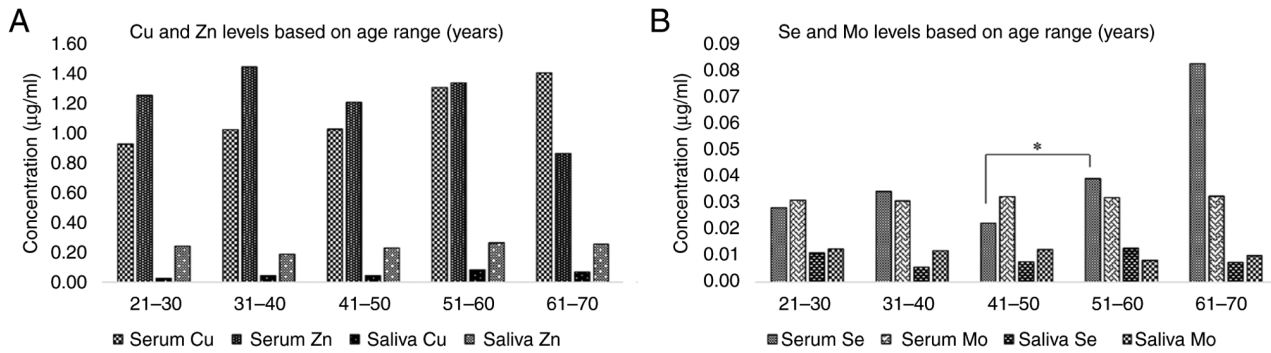 A
Cu and Zn levels based on age range (years)
Concentration (µg/ml)
1.60
1.40
1.20
1.00
0.80
0.60
0.40
0.20
0.00
21–30
31–40
41–50
51–60
61–70
Serum Cu
Serum Zn
Saliva Cu
Saliva Zn
B
Se and Mo levels based on age range (years)
Concentration (µg/ml)
0.09
0.08
0.06
0.06
0.05
0.04
0.03
0.02
0.01
0.00
*
21–30
31–40
41–50
51–60
61–70
Serum Se
Serum Mo
Saliva Se
Saliva Mo